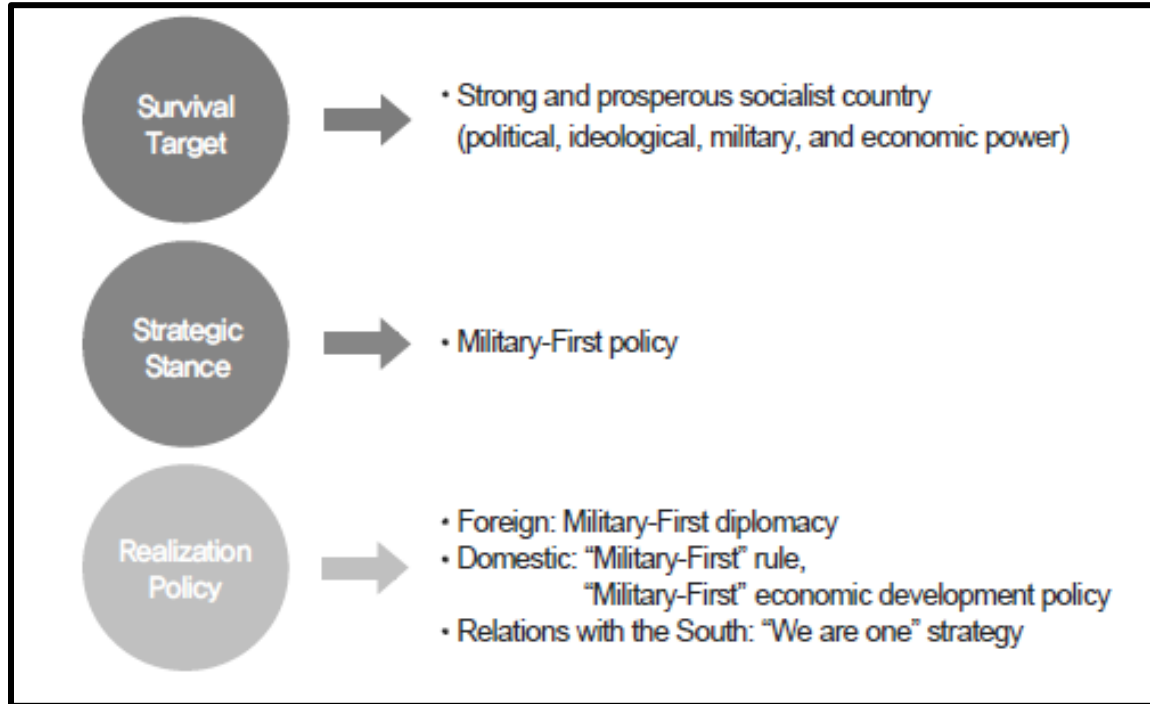 Survival
Target
• Strong and prosperous socialist country
(political, ideological, military, and economic power)
Strategic
Stance
• Military-First policy
Realization
Policy
• Foreign: Military-First diplomacy
• Domestic: “Military-First” rule,
“Military-First” economic development policy
• Relations with the South: “We are one” strategy